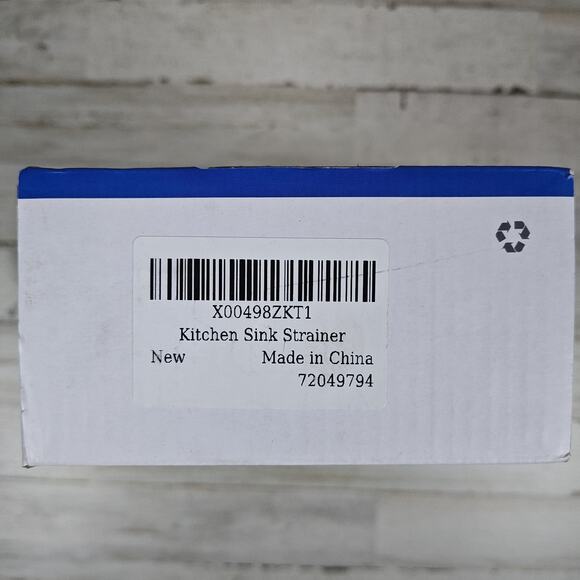 X00498ZKT1
Kitchen Sink Strainer
New Made in China
72049794